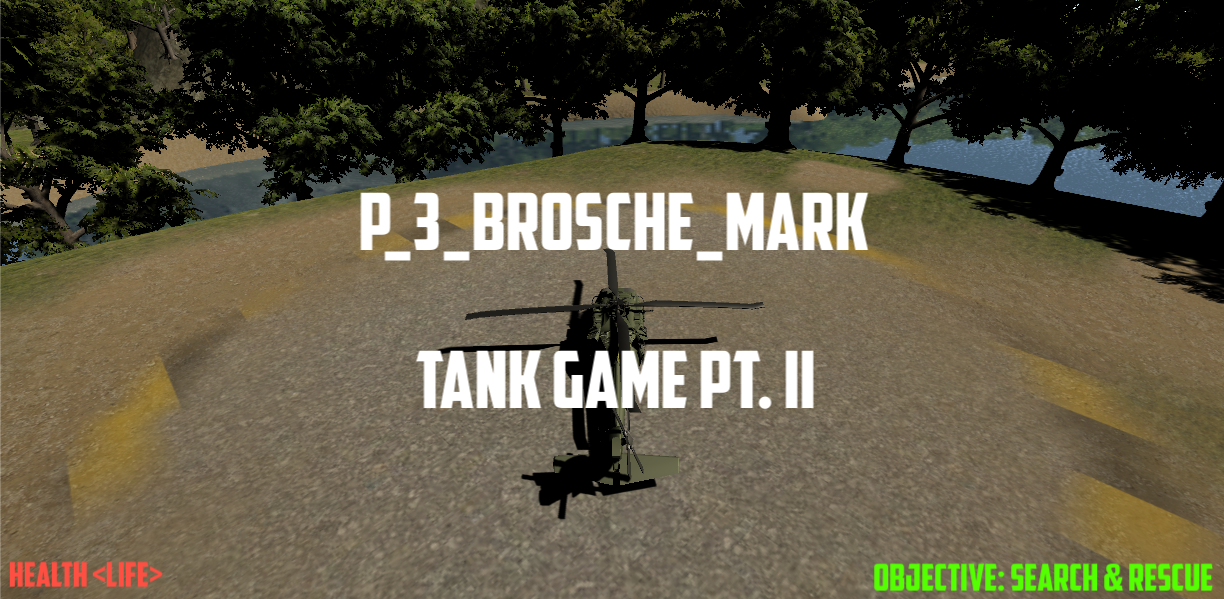 P_3_BROSCHE_MARK
TANK GAME PT. II
HEALTH <LIFE>
OBJECTIVE: SEARCH & RESCUE